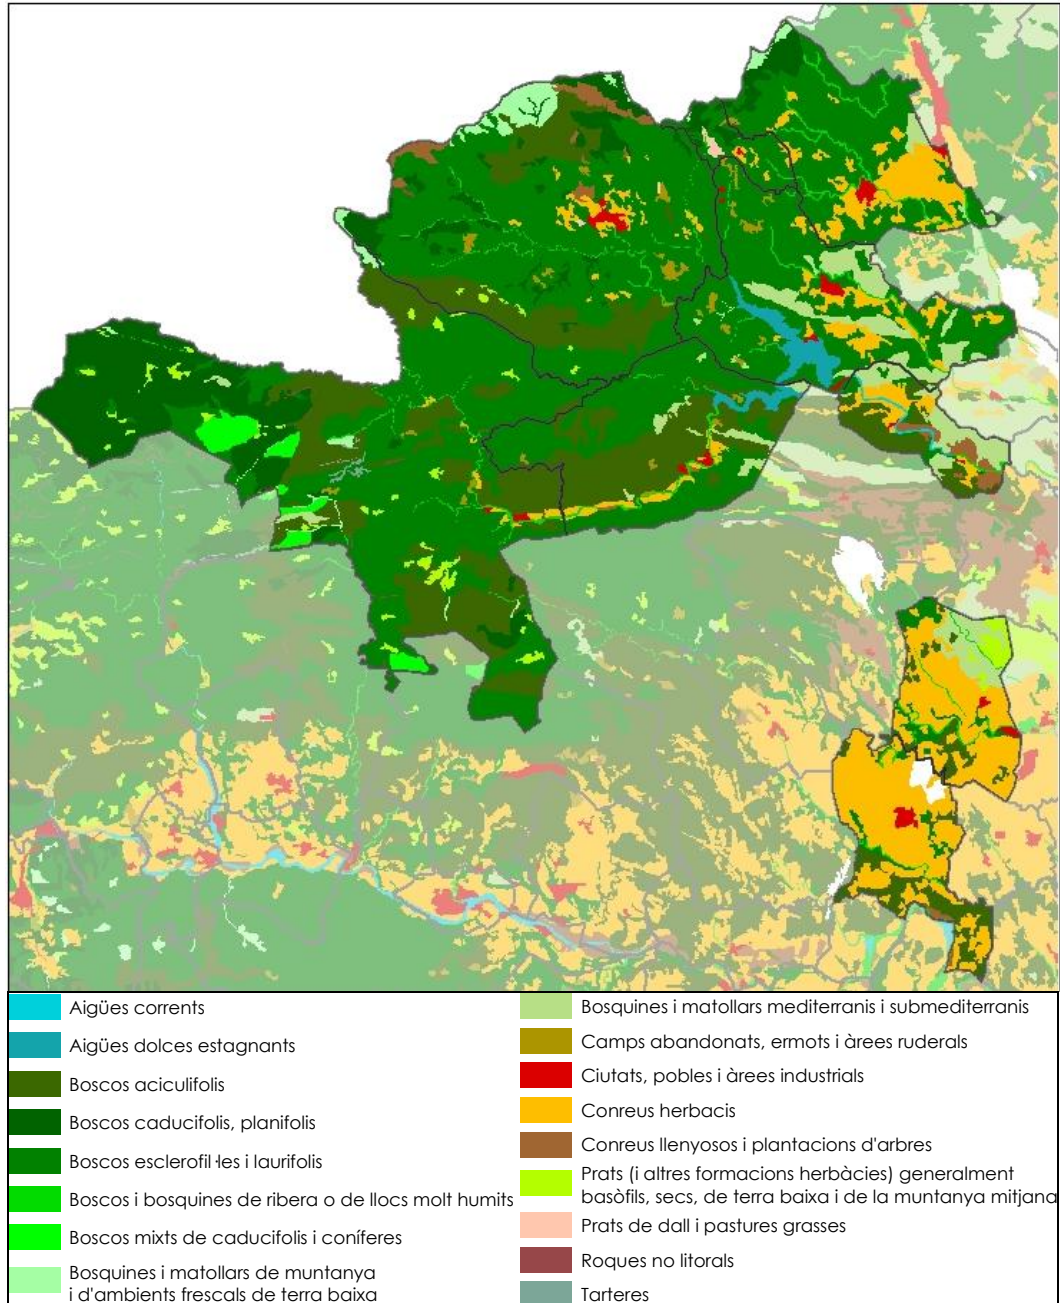 Aigües corrents
Aigües dolces estagnants
Boscos aciculifolis
Boscos caducifolis, planifolis
Boscos esclerofil·les i laurifolis
Boscos i bosquines de ribera o de llocs molt humits
Boscos mixts de caducifolis i coníferes
Bosquines i matollars de muntanya
i d'ambients frescals de terra baixa
Bosquines i matollars mediterranis i submediterranis
Camps abandonats, ermots i àrees ruderals
Ciutats, pobles i àrees industrials
Conreus herbacis
Conreus llenyosos i plantacions d'arbres
Prats (i altres formacions herbàcies) generalment
basòfils, secs, de terra baixa i de la muntanya mitjana
Prats de dall i pastures grasses
Roques no litorals
Tarteres